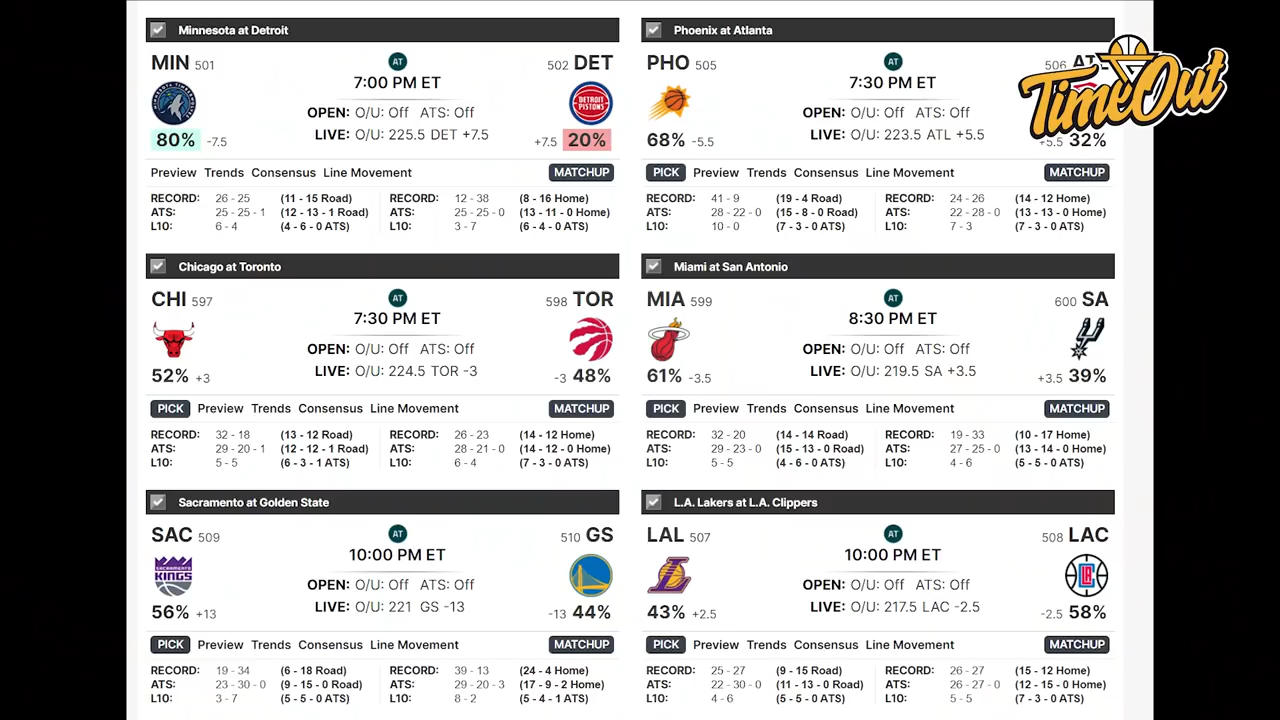 Minnesota at Detroit
MIN 501
AT
502 DET
7:00 PM ET
OPEN: O/U: Off ATS: Off
LIVE: O/U: 225.5 DET +7.5
80% -7.5
+7.5 20%
Preview Trends Consensus Line Movement
MATCHUP
RECORD: 26 - 25 (11 - 15 Road)
ATS: 25 - 25 - 1 (12 - 13 - 1 Road)
L10: 6 - 4 (4 - 6 - 0 ATS)
RECORD: 12 - 38 (8 - 16 Home)
ATS: 25 - 25 - 0 (13 - 11 - 0 Home)
L10: 3 - 7 (6 - 4 - 0 ATS)
Phoenix at Atlanta
PHO 505
AT
506
7:30 PM ET
OPEN: O/U: Off ATS: Off
LIVE: O/U: 223.5 ATL +5.5
68% -5.5
+5.5 32%
TimeOut
PICK Preview Trends Consensus Line Movement
MATCHUP
RECORD: 41 - 9 (19 - 4 Road)
ATS: 28 - 22 - 0 (15 - 8 - 0 Road)
L10: 10 - 0 (7 - 3 - 0 ATS)
RECORD: 24 - 26 (14 - 12 Home)
ATS: 22 - 28 - 0 (13 - 13 - 0 Home)
L10: 7 - 3 (7 - 3 - 0 ATS)
Chicago at Toronto
CHI 597
AT
598 TOR
7:30 PM ET
OPEN: O/U: Off ATS: Off
LIVE: O/U: 224.5 TOR -3
52% +3
-3 48%
PICK Preview Trends Consensus Line Movement
MATCHUP
RECORD: 32 - 18 (13 - 12 Road)
ATS: 29 - 20 - 1 (12 - 12 - 1 Road)
L10: 5 - 5 (6 - 3 - 1 ATS)
RECORD: 26 - 23 (14 - 12 Home)
ATS: 28 - 21 - 0 (14 - 12 - 0 Home)
L10: 6 - 4 (7 - 3 - 0 ATS)
Miami at San Antonio
MIA 599
AT
600 SA
8:30 PM ET
OPEN: O/U: Off ATS: Off
LIVE: O/U: 219.5 SA +3.5
61% -3.5
+3.5 39%
PICK Preview Trends Consensus Line Movement
MATCHUP
RECORD: 32 - 20 (14 - 14 Road)
ATS: 29 - 23 - 0 (15 - 13 - 0 Road)
L10: 5 - 5 (4 - 6 - 0 ATS)
RECORD: 19 - 33 (10 - 17 Home)
ATS: 27 - 25 - 0 (13 - 14 - 0 Home)
L10: 4 - 6 (5 - 5 - 0 ATS)
Sacramento at Golden State
SAC 509
AT
510 GS
10:00 PM ET
OPEN: O/U: Off ATS: Off
LIVE: O/U: 221 GS -13
SACRAMENTO
KINGS
56% +13
-13 44%
PICK Preview Trends Consensus Line Movement
MATCHUP
RECORD: 19 - 34 (6 - 18 Road)
ATS: 23 - 30 - 0 (9 - 15 - 0 Road)
L10: 3 - 7 (5 - 5 - 0 ATS)
RECORD: 39 - 13 (24 - 4 Home)
ATS: 29 - 20 - 3 (17 - 9 - 2 Home)
L10: 8 - 2 (5 - 4 - 1 ATS)
L.A. Lakers at L.A. Clippers
LAL 507
AT
508 LAC
10:00 PM ET
OPEN: O/U: Off ATS: Off
LIVE: O/U: 217.5 LAC -2.5
43% +2.5
-2.5 58%
PICK Preview Trends Consensus Line Movement
MATCHUP
RECORD: 25 - 27 (9 - 15 Road)
ATS: 22 - 30 - 0 (11 - 13 - 0 Road)
L10: 4 - 6 (5 - 5 - 0 ATS)
RECORD: 26 - 27 (15 - 12 Home)
ATS: 26 - 27 - 0 (12 - 15 - 0 Home)
L10: 5 - 5 (7 - 3 - 0 ATS)